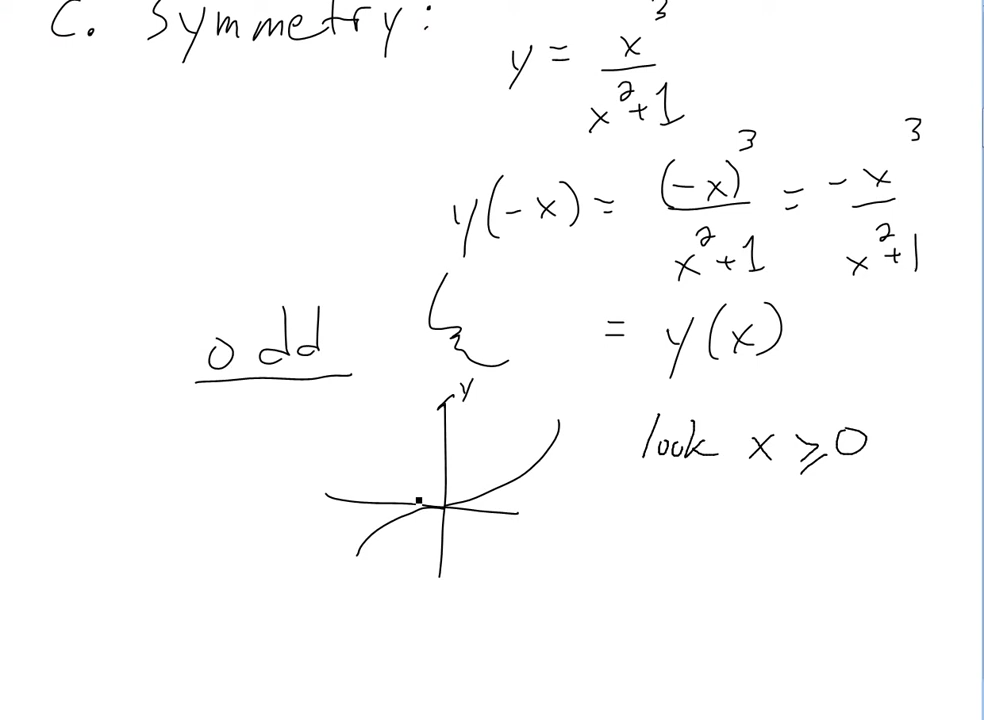 C. Symmetry:
y = x^3 / (x^2+1)
y(-x) = (-x)^3 / (x^2+1) = -x^3 / (x^2+1)
= y(x)
odd
y
look x ⩾ 0